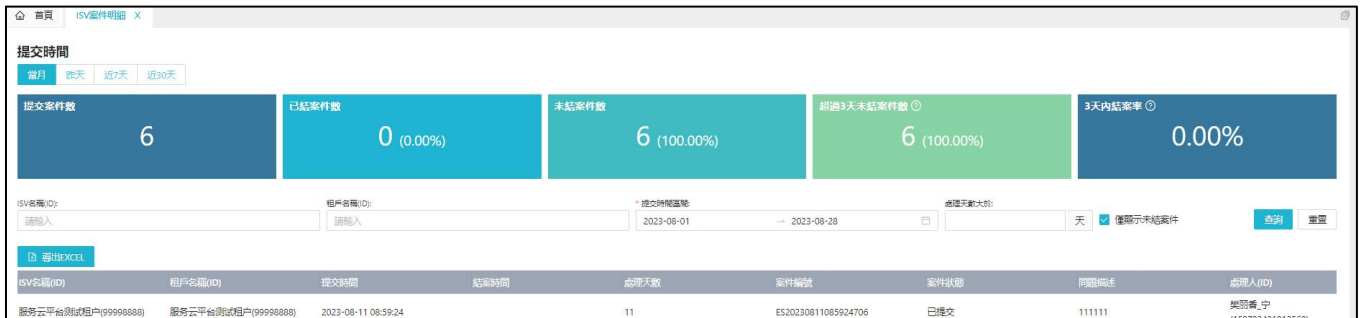 首頁 ISV案件明細 X
提交時間
當月 昨天 近7天 近30天
提交案件數 已結案件數 未結案件數 超過3天未結案件數 3天內結案率
6 0 (0.00%) 6 (100.00%) 6 (100.00%) 0.00%
ISV名稱(ID): 租戶名稱(ID): * 提交時間區間: 處理天數大於:
請輸入 請輸入 2023-08-01 → 2023-08-28 天 僅顯示未結案件 查詢 重置
導出EXCEL
ISV名稱(ID) 租戶名稱(ID) 提交時間 結案時間 處理天數 案件編號 案件狀態 問題描述 處理人(ID)
服务云平台测试租户(99998888) 服务云平台测试租户(99998888) 2023-08-11 08:59:24 11 ES20230811085924706 已提交 111111 樊丽香_宁